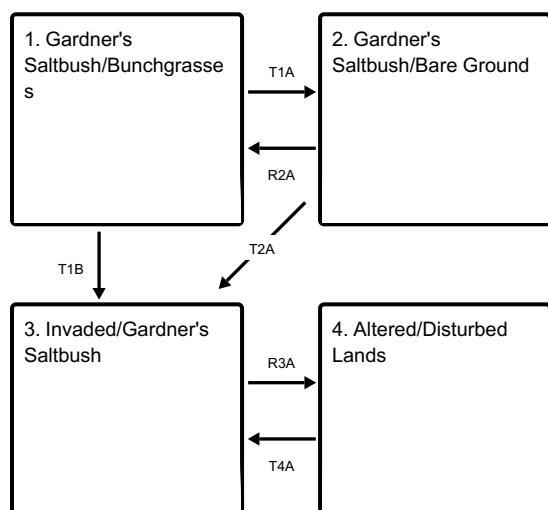 1. Gardner's
Saltbush/Bunchgrasse
s
T1A
2. Gardner's
Saltbush/Bare Ground
R2A
T1B
T2A
3. Invaded/Gardner's
Saltbush
R3A
4. Altered/Disturbed
Lands
T4A